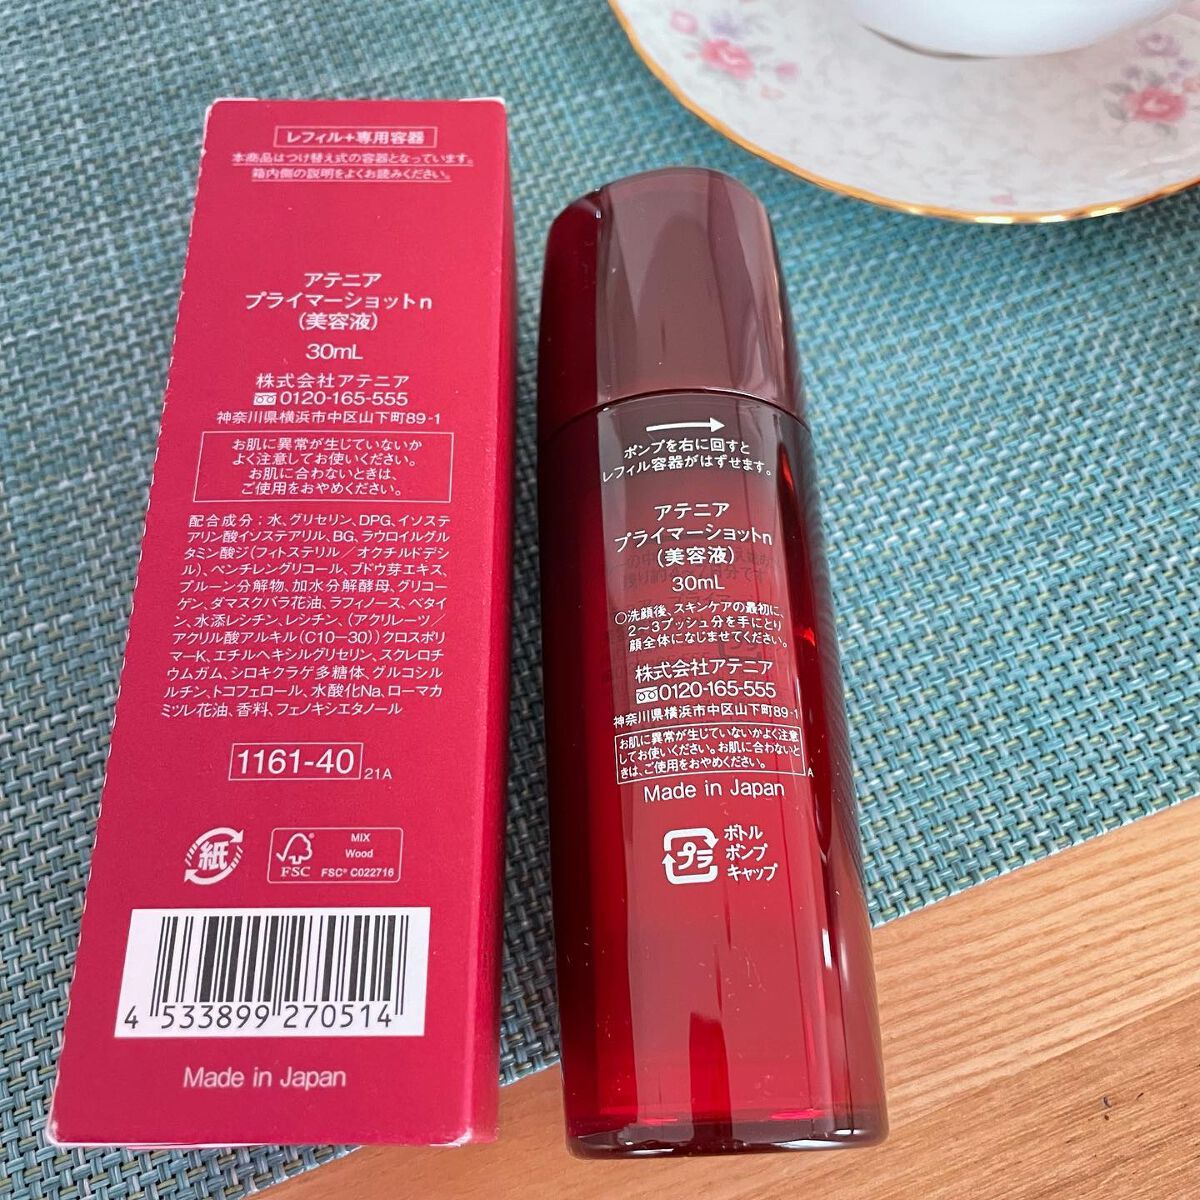 レフィル+専用容器
本商品はつけ替え式の容器となっています。
箱内側の説明をよくお読みください。
アテニア
プライマーショットn
(美容液)
30mL
株式会社アテニア
0120-165-555
神奈川県横浜市中区山下町89-1
お肌に異常が生じていないか
よく注意してお使いください。
お肌に合わないときは、
ご使用をおやめください。
配合成分:水、グリセリン、DPG、イソステ
アリン酸イソステアリル、BG、ラウロイルグル
タミン酸ジ(フィトステリル/オクチルドデシ
ル)、ペンチレングリコール、ブドウ芽エキス、
プルーン分解物、加水分解酵母、グリコー
ゲン、ダマスクバラ花油、ラフィノース、ベタイ
ン、水添レシチン、レシチン、(アクリレーツ/
アクリル酸アルキル(C10-30))クロスポリ
マーK、エチルヘキシルグリセリン、スクレロチ
ウムガム、シロキクラゲ多糖体、グルコシル
ルチン、トコフェロール、水酸化Na、ローマカ
ミツレ花油、香料、フェノキシエタノール
1161-40 21A
紙
FSC
MIX
Wood
FSC® C022716
4 533899 270514
Made in Japan
ポンプを右に回すと
レフィル容器がはずせます。
アテニア
プライマーショットn
(美容液)
30mL
○洗顔後、スキンケアの最初に、
2〜3プッシュ分を手にとり
顔全体になじませてください。
株式会社アテニア
0120-165-555
神奈川県横浜市中区山下町89-1
お肌に異常が生じていないかよく注意
してお使いください。お肌に合わないと
きは、ご使用をおやめください。
A
Made in Japan
プラ
ボトル
ポンプ
キャップ